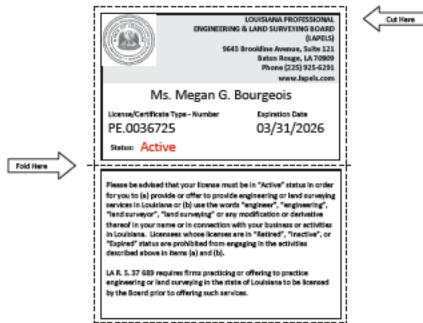 LOUISIANA PROFESSIONAL
ENGINEERING & LAND SURVEYING BOARD
(LAPELS)
9643 Brookline Avenue, Suite 121
Baton Rouge, LA 70809
Phone (225) 925-6291
www.lapels.com
Cut Here
Ms. Megan G. Bourgeois
License/Certificate Type - Number
Expiration Date
PE.0036725
03/31/2026
Status: Active
Fold Here
Please be advised that your license must be in "Active" status in order
for you to (a) provide or offer to provide engineering or land surveying
services in Louisiana or (b) use the words "engineer", "engineering",
"land surveyor", "land surveying" or any modification or derivative
thereof in your name or in connection with your business or activities
in Louisiana. Licensees whose licenses are in "Retired", "Inactive", or
"Expired" status are prohibited from engaging in the activities
described above in items (a) and (b).
LA R. S. 37 689 requires firms practicing or offering to practice
engineering or land surveying in the state of Louisiana to be licensed
by the Board prior to offering such services.